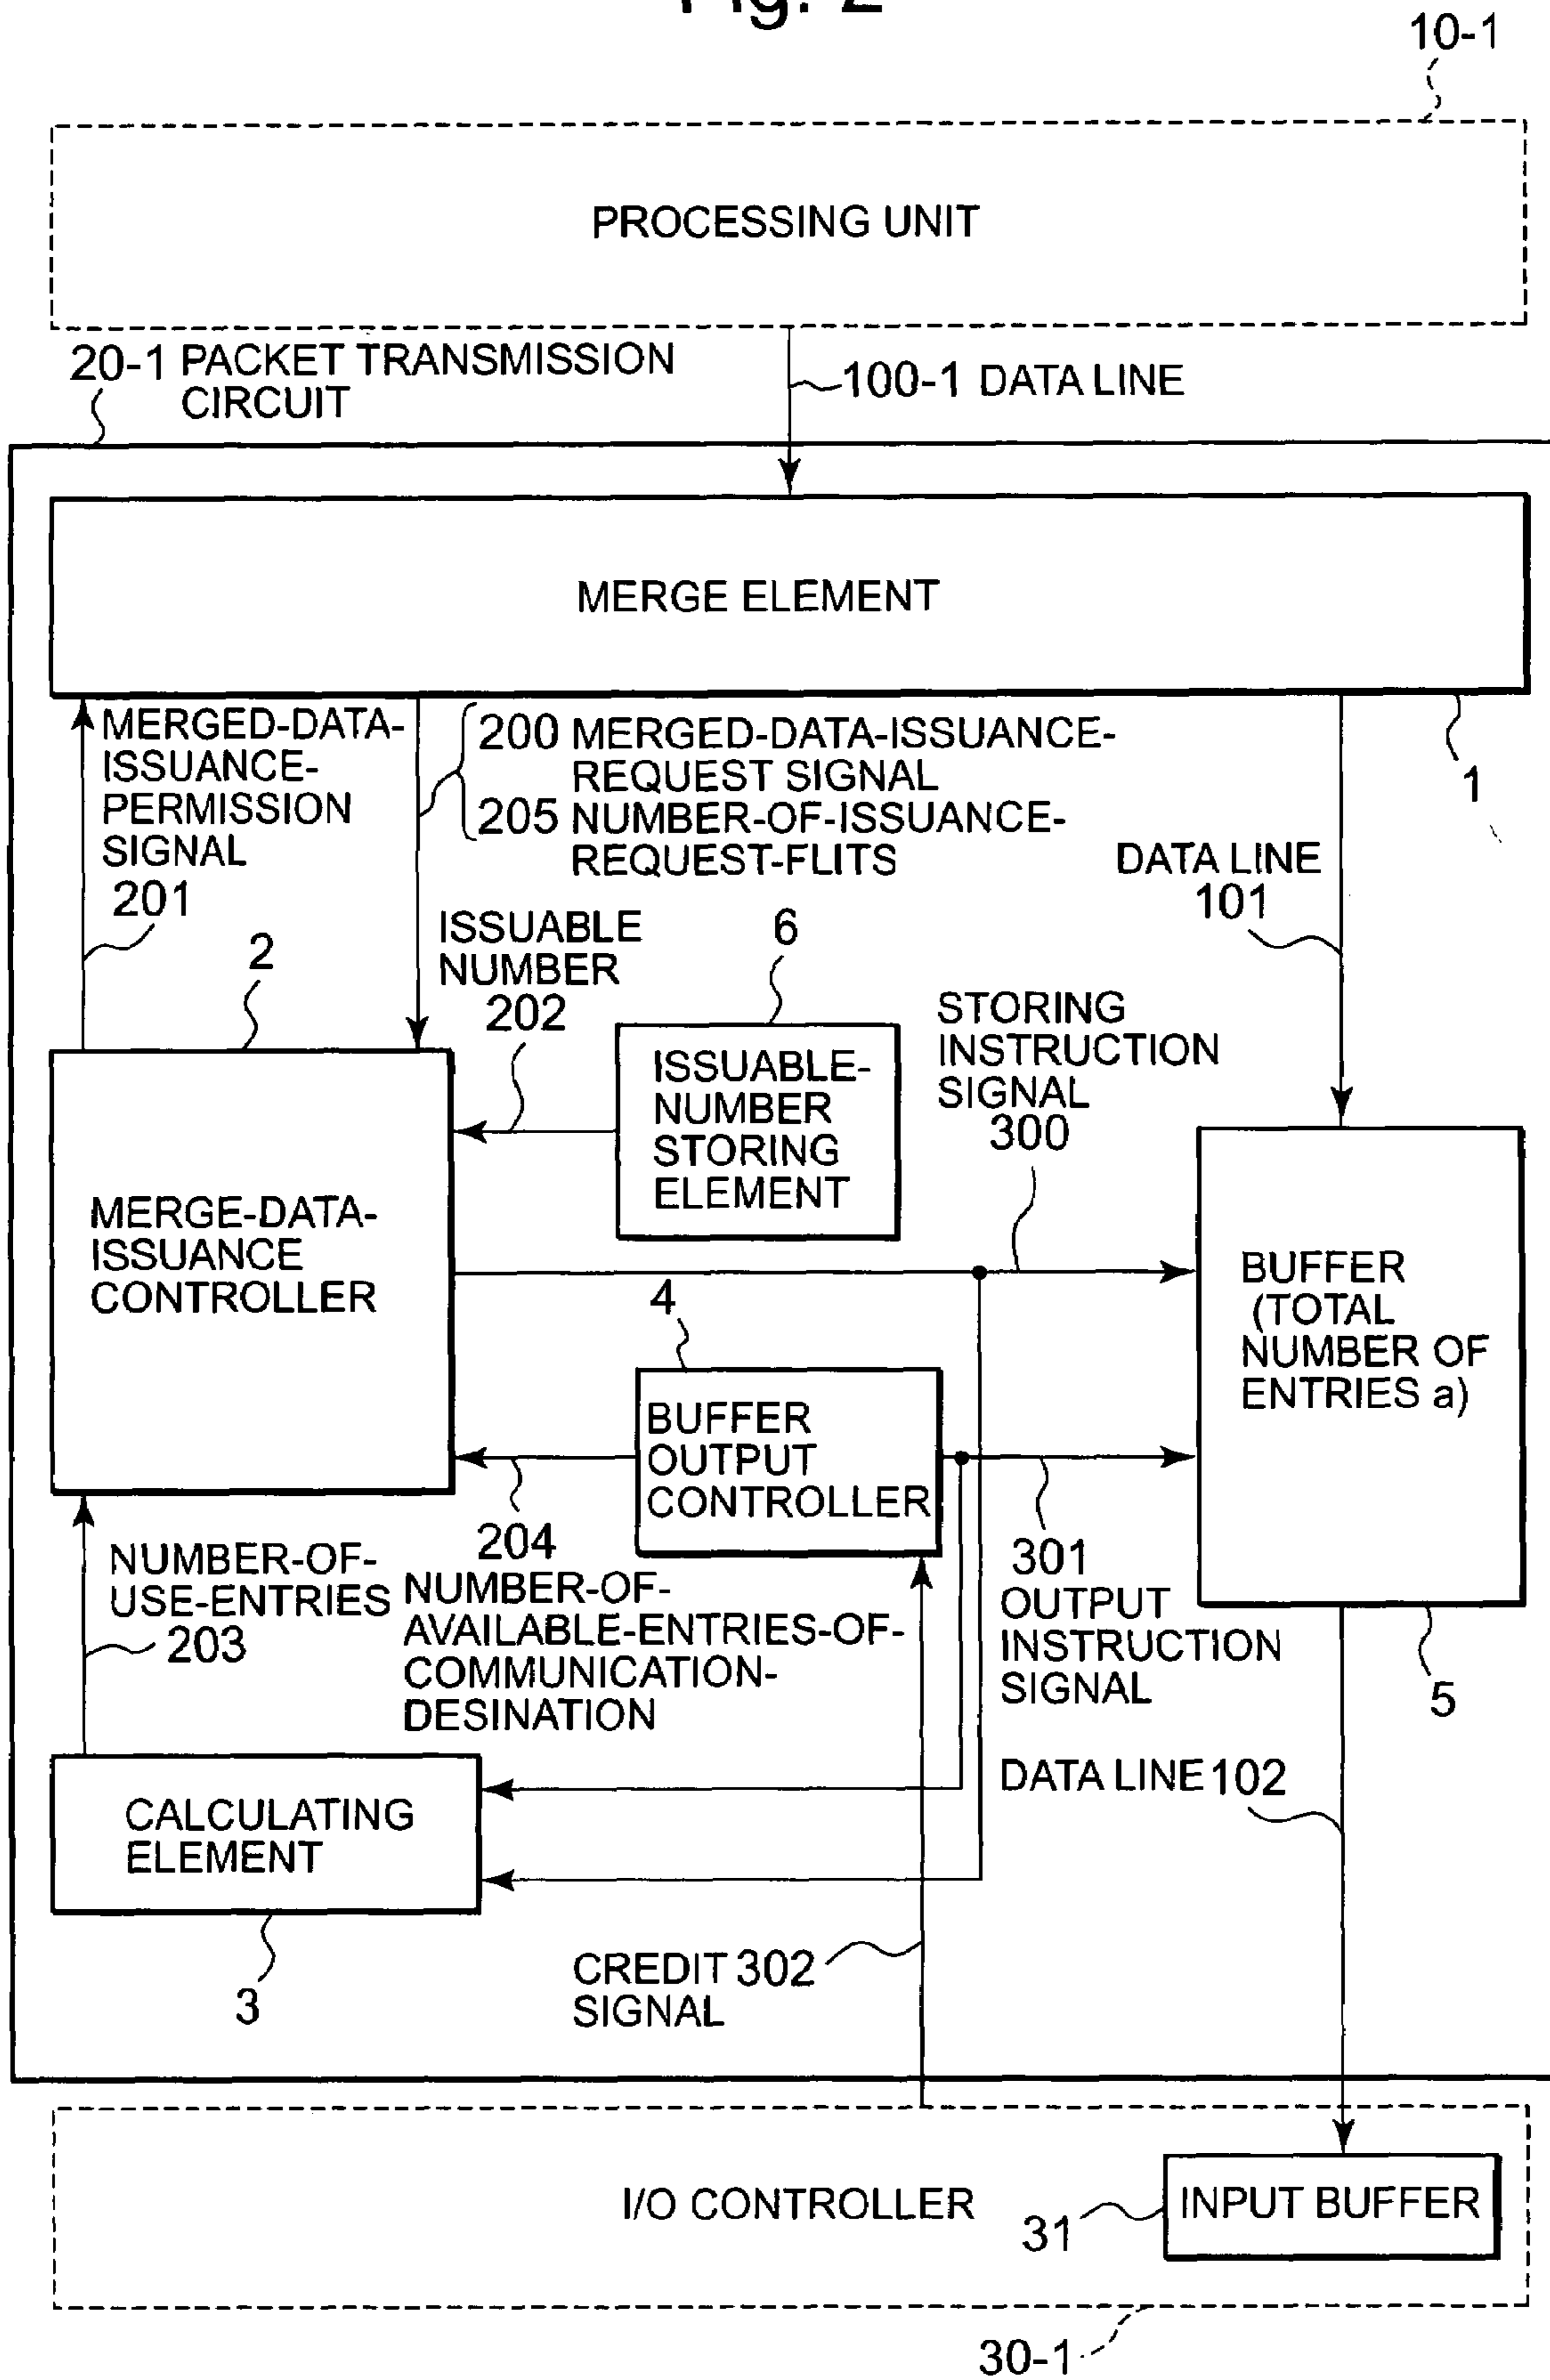 Fig. 2
10-1
PROCESSING UNIT
20-1 PACKET TRANSMISSION
CIRCUIT
100-1 DATA LINE
MERGE ELEMENT
MERGED-DATA-
ISSUANCE-
PERMISSION
SIGNAL
201
200 MERGED-DATA-ISSUANCE-
REQUEST SIGNAL
205 NUMBER-OF-ISSUANCE-
REQUEST-FLITS
1
DATA LINE
101
2
ISSUABLE
NUMBER
202
6
ISSUABLE-
NUMBER
STORING
ELEMENT
STORING
INSTRUCTION
SIGNAL
300
MERGE-DATA-
ISSUANCE
CONTROLLER
BUFFER
(TOTAL
NUMBER OF
ENTRIES a)
4
BUFFER
OUTPUT
CONTROLLER
204
NUMBER-OF-
AVAILABLE-ENTRIES-OF-
COMMUNICATION-
DESINATION
NUMBER-OF-
USE-ENTRIES
203
301
OUTPUT
INSTRUCTION
SIGNAL
5
CALCULATING
ELEMENT
3
DATA LINE 102
CREDIT 302
SIGNAL
I/O CONTROLLER
31
INPUT BUFFER
30-1